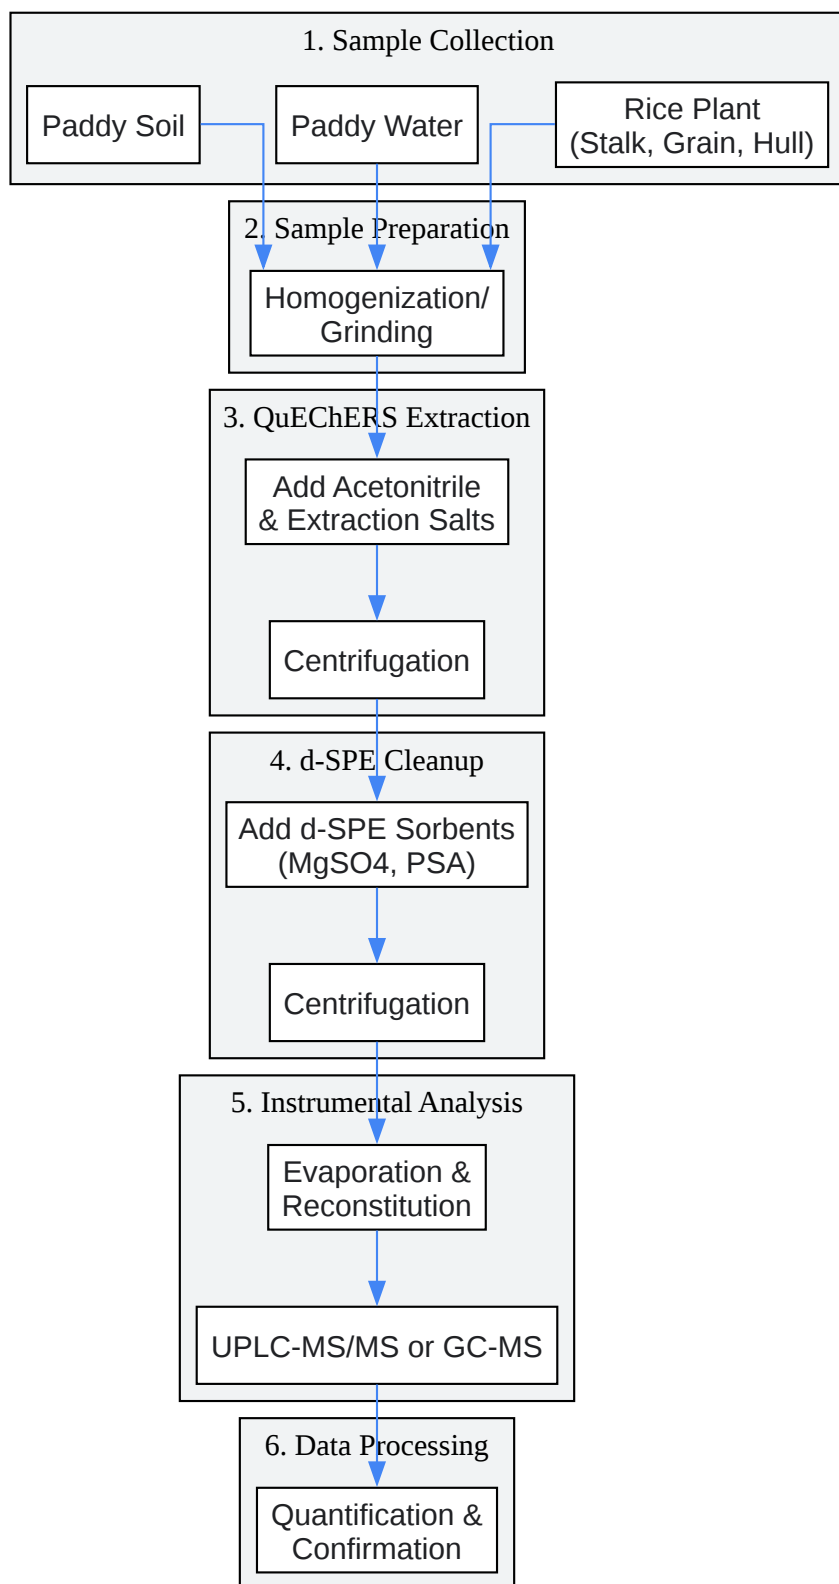 1. Sample Collection
Paddy Soil
Paddy Water
Rice Plant
(Stalk, Grain, Hull)
2. Sample Preparation
Homogenization/
Grinding
3. QuEChERS Extraction
Add Acetonitrile
& Extraction Salts
Centrifugation
4. d-SPE Cleanup
Add d-SPE Sorbents
(MgSO4, PSA)
Centrifugation
5. Instrumental Analysis
Evaporation &
Reconstitution
UPLC-MS/MS or GC-MS
6. Data Processing
Quantification &
Confirmation